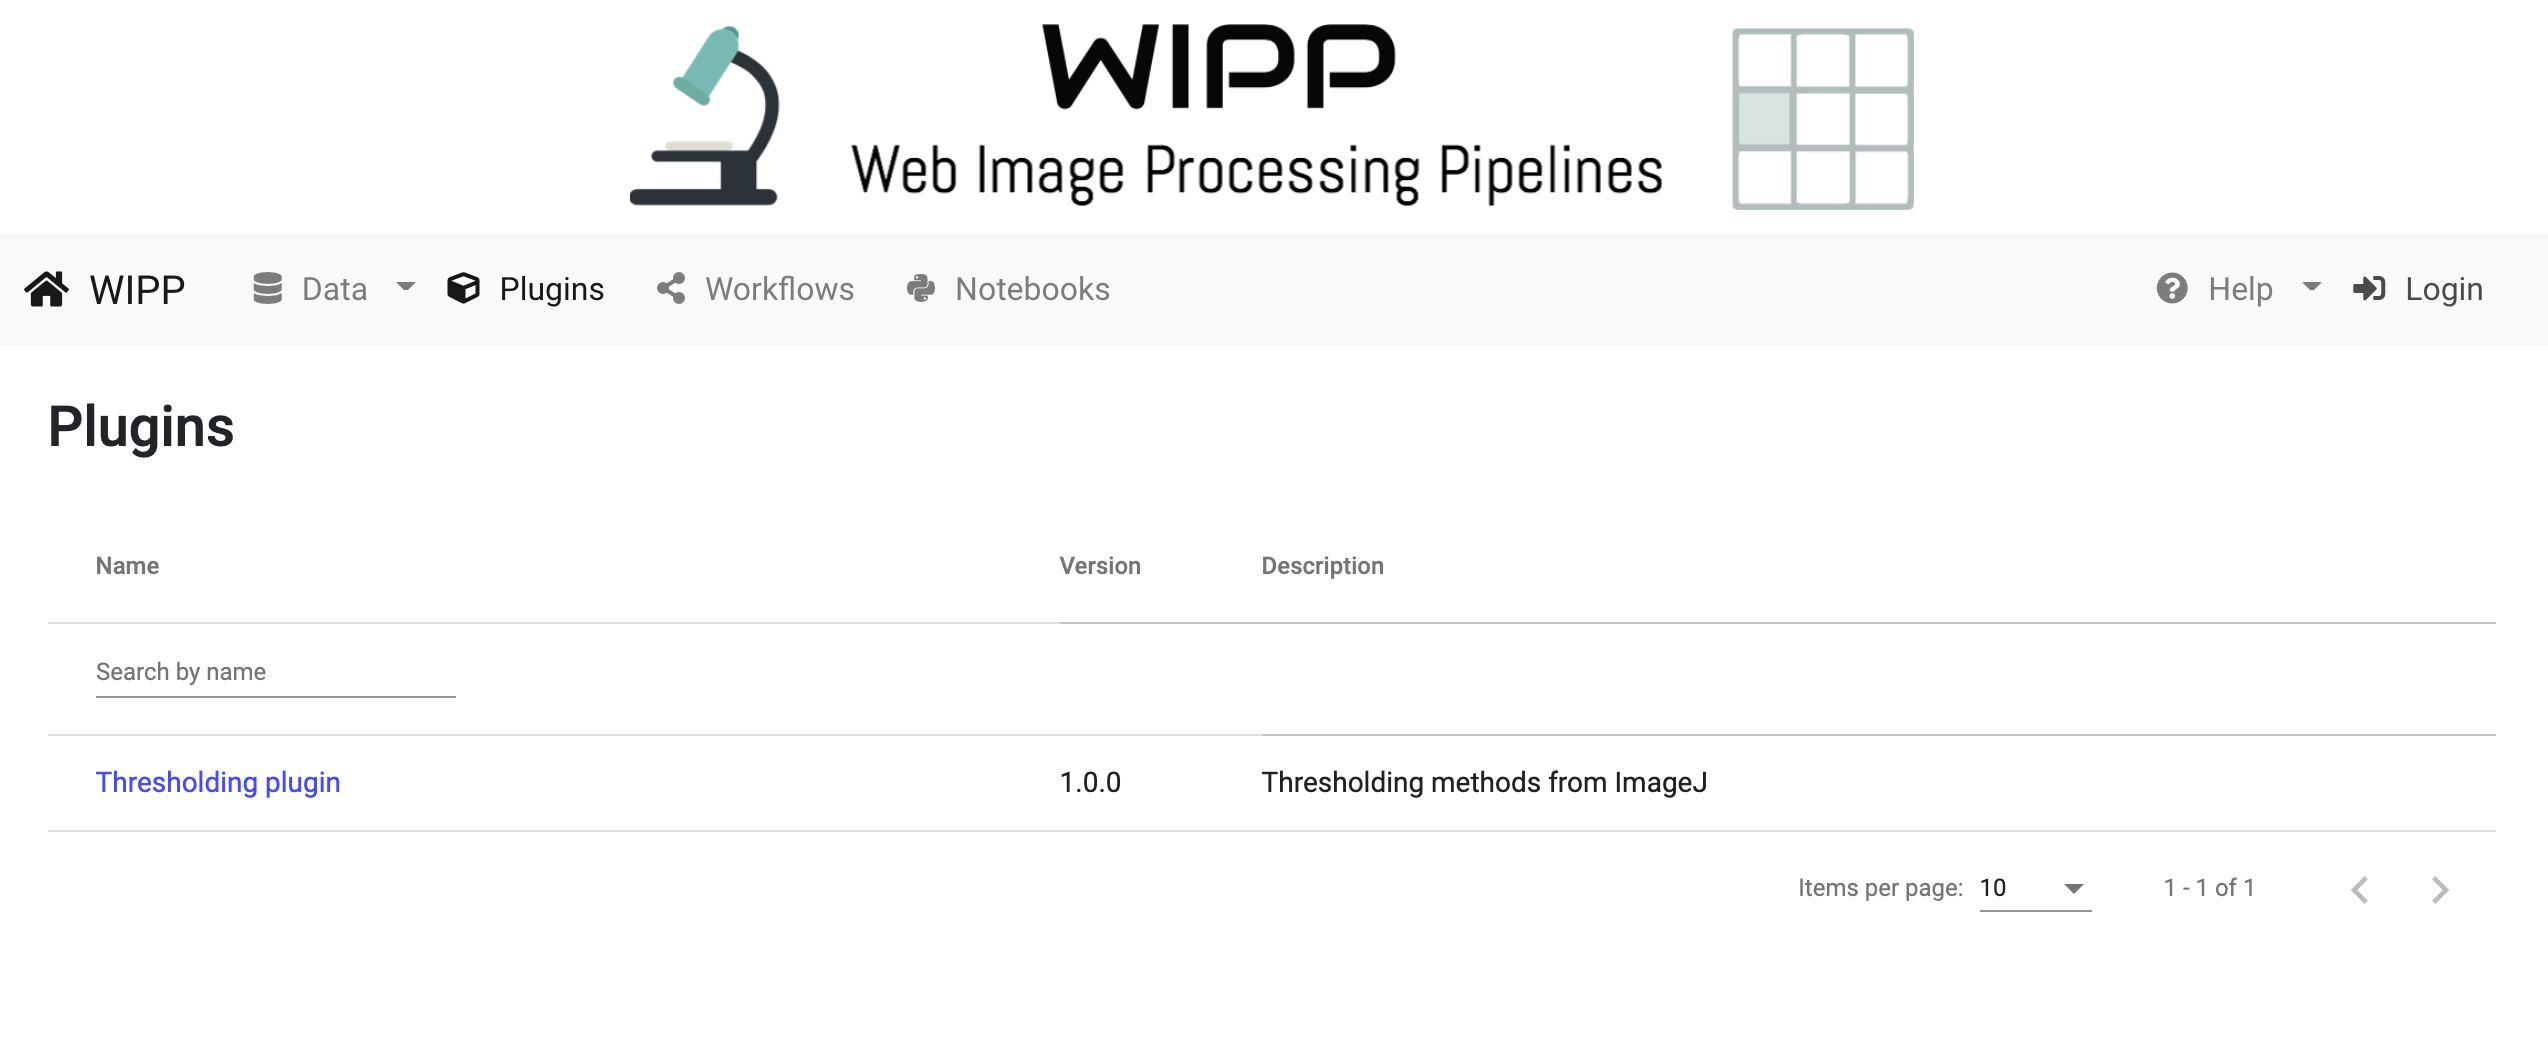 WIPP
Web Image Processing Pipelines
WIPP Data Plugins Workflows Notebooks Help Login
Plugins
Name Version Description
Search by name
Thresholding plugin 1.0.0 Thresholding methods from ImageJ
Items per page: 10 1 - 1 of 1